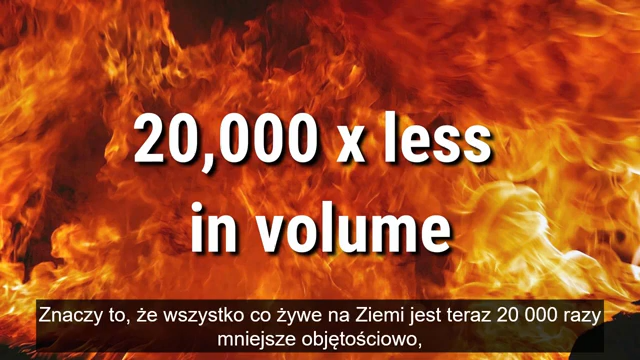 20,000 x less
in volume
Znaczy to, że wszystko co żywe na Ziemi jest teraz 20 000 razy
mniejsze objętościowo,